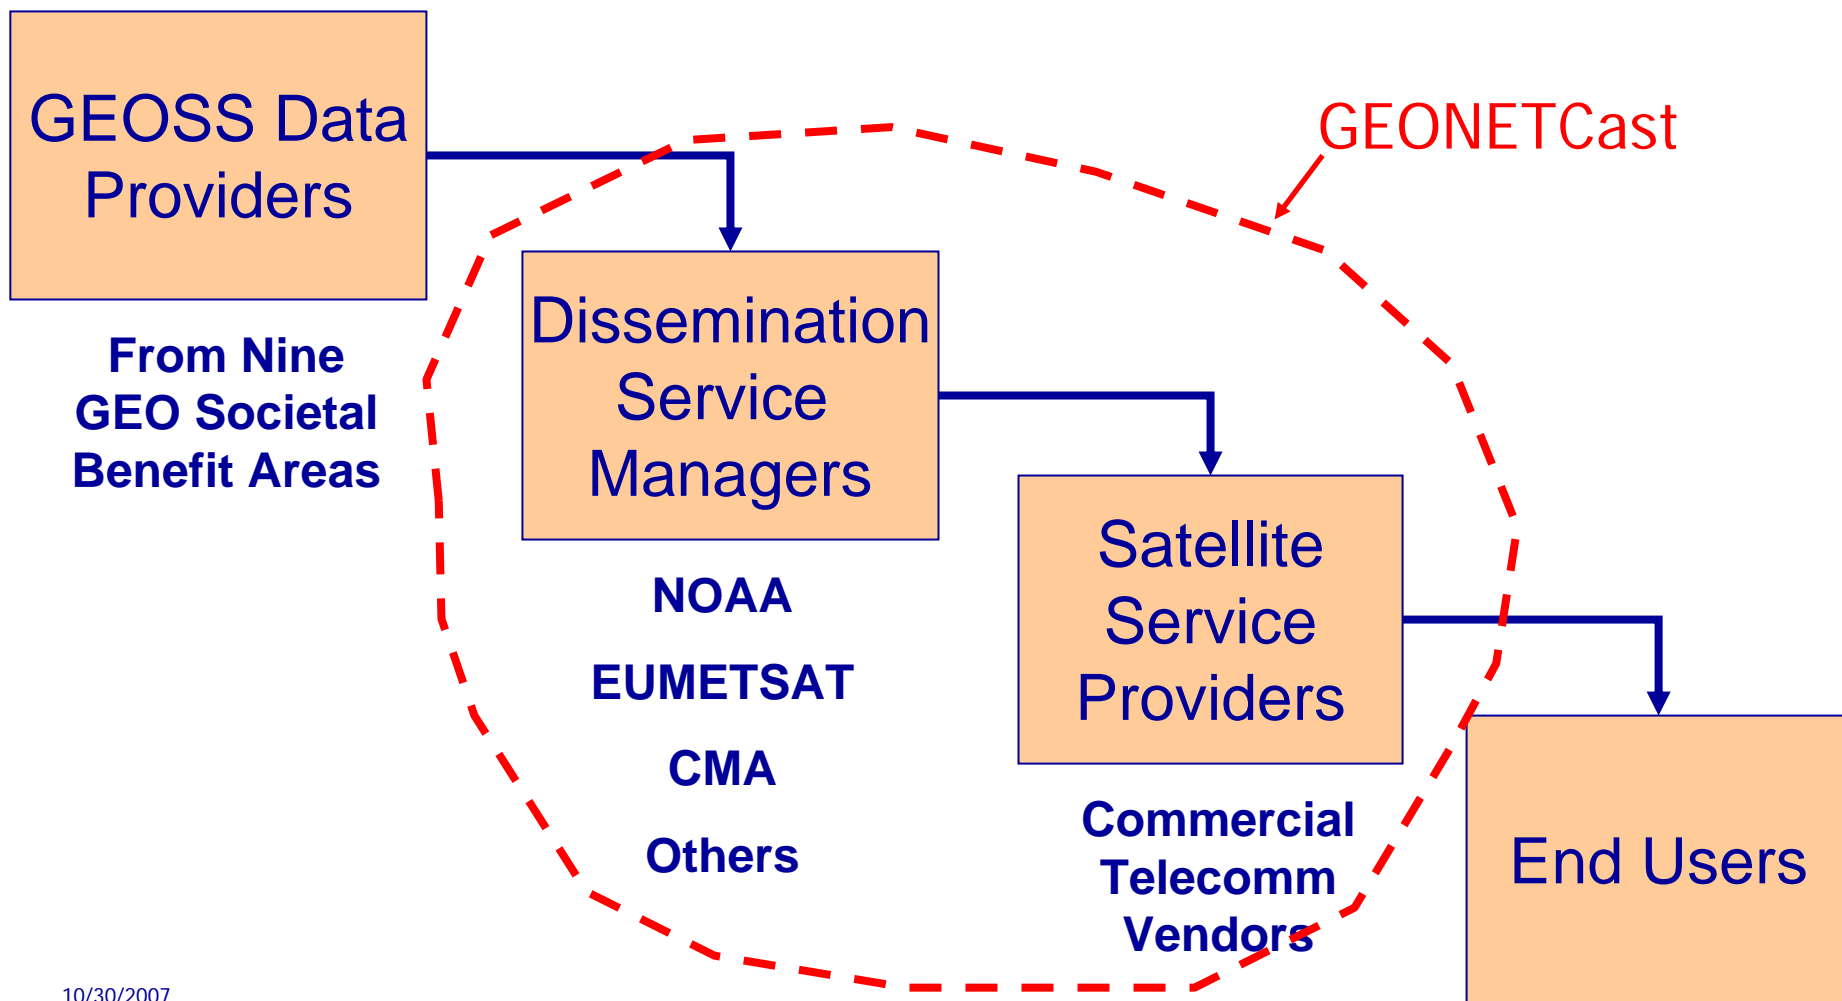 GEOSS Data
Providers
GEONETCast
From Nine
GEO Societal
Benefit Areas
Dissemination
Service
Managers
NOAA
EUMETSAT
CMA
Others
Satellite
Service
Providers
Commercial
Telecomm
Vendors
End Users
10/30/2007